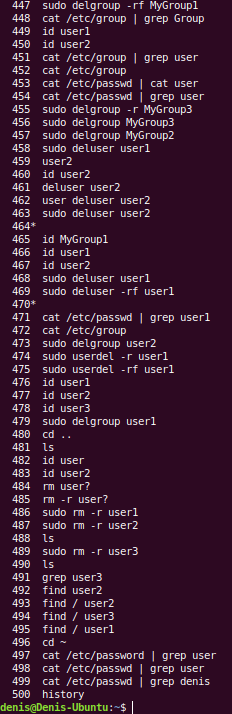 447 sudo delgroup -rf MyGroup1
448 cat /etc/group | grep Group
449 id user1
450 id user2
451 cat /etc/group | grep user
452 cat /etc/group
453 cat /etc/passwd | cat user
454 cat /etc/passwd | grep user
455 sudo delgroup -r MyGroup3
456 sudo delgroup MyGroup3
457 sudo delgroup MyGroup2
458 sudo deluser user1
459 user2
460 id user2
461 deluser user2
462 user deluser user2
463 sudo deluser user2
464*
465 id MyGroup1
466 id user1
467 id user2
468 sudo deluser user1
469 sudo deluser -rf user1
470*
471 cat /etc/passwd | grep user1
472 cat /etc/group
473 sudo delgroup user2
474 sudo userdel -r user1
475 sudo userdel -rf user1
476 id user1
477 id user2
478 id user3
479 sudo delgroup user1
480 cd ..
481 ls
482 id user
483 id user2
484 rm user?
485 rm -r user?
486 sudo rm -r user1
487 sudo rm -r user2
488 ls
489 sudo rm -r user3
490 ls
491 grep user3
492 find user2
493 find / user2
494 find / user3
495 find / user1
496 cd ~
497 cat /etc/password | grep user
498 cat /etc/passwd | grep user
499 cat /etc/passwd | grep denis
500 history
denis@Denis-Ubuntu:~$